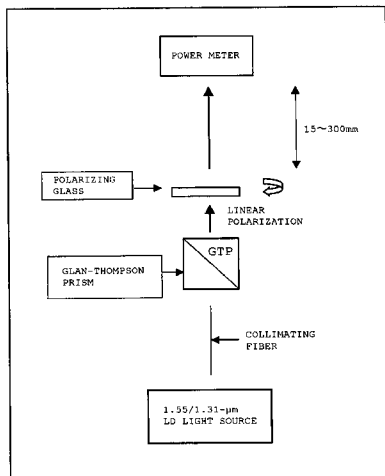 POWER METER
15~300mm
POLARIZING
GLASS
LINEAR
POLARIZATION
GTP
GLAN-THOMPSON
PRISM
COLLIMATING
FIBER
1.55/1.31-μm
LD LIGHT SOURCE